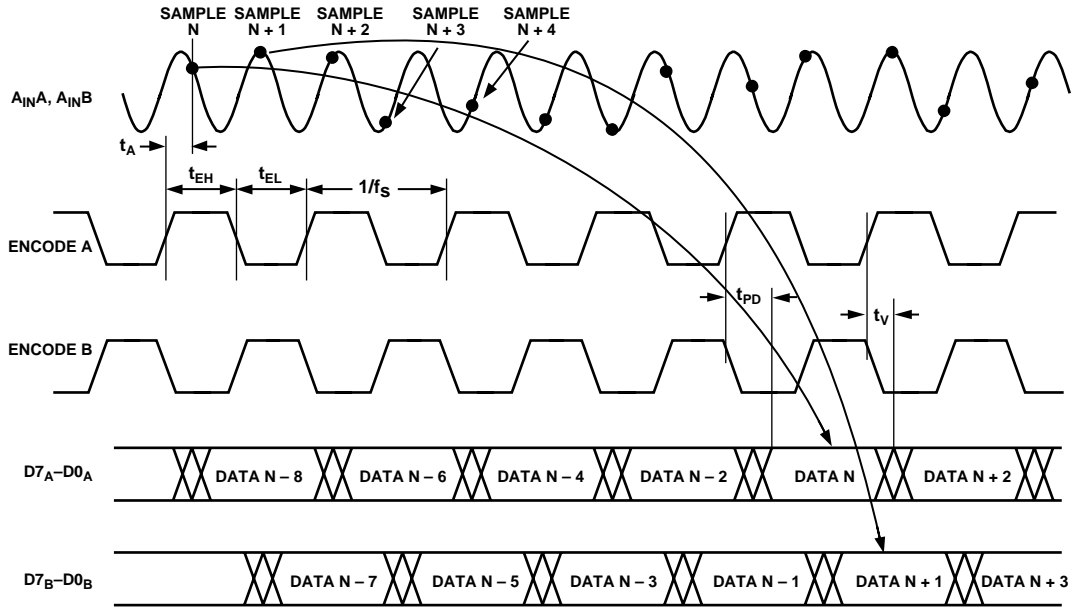 SAMPLE N
SAMPLE N + 1
SAMPLE N + 2
SAMPLE N + 3
SAMPLE N + 4
AINA, AINB
tA
tEH
tEL
1/fS
ENCODE A
tPD
tV
ENCODE B
D7A–D0A
DATA N – 8
DATA N – 6
DATA N – 4
DATA N – 2
DATA N
DATA N + 2
D7B–D0B
DATA N – 7
DATA N – 5
DATA N – 3
DATA N – 1
DATA N + 1
DATA N + 3